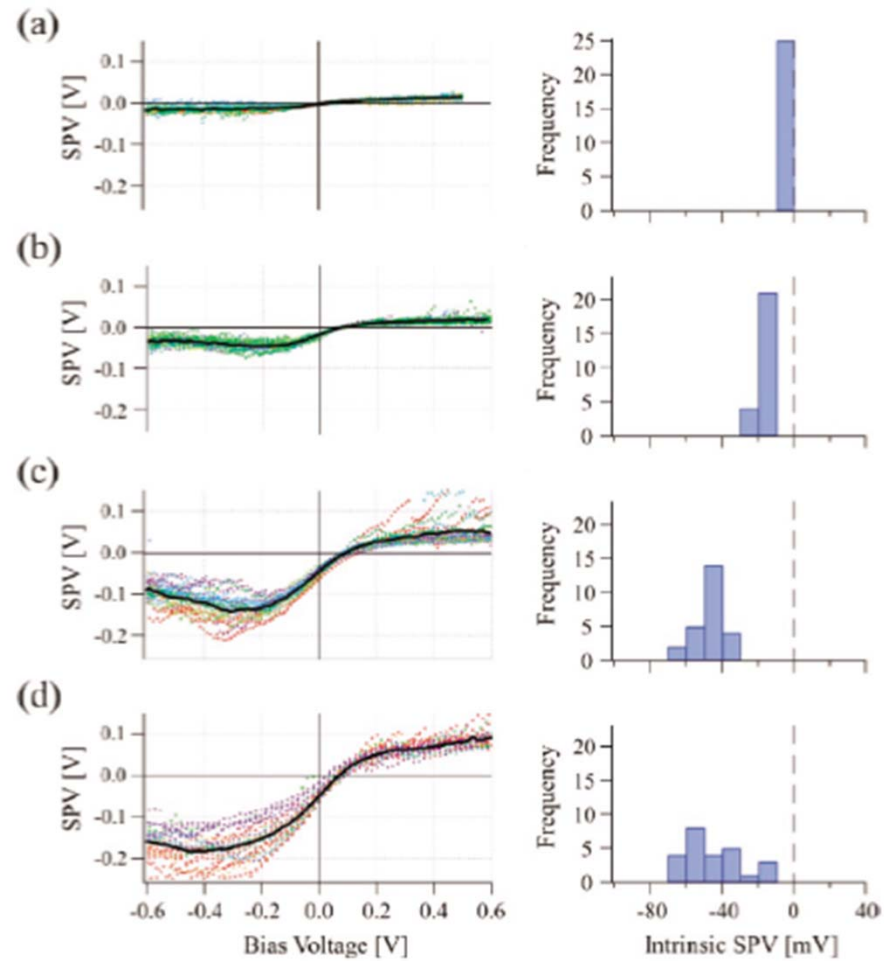 (a)
0.1
0.0
-0.1
-0.2
SPV [V]
25
20
15
10
5
0
Frequency
(b)
0.1
0.0
-0.1
-0.2
SPV [V]
20
15
10
5
0
Frequency
(c)
0.1
0.0
-0.1
-0.2
SPV [V]
20
15
10
5
0
Frequency
(d)
0.1
0.0
-0.1
-0.2
SPV [V]
-0.6 -0.4 -0.2 0.0 0.2 0.4 0.6
Bias Voltage [V]
20
15
10
5
0
Frequency
-80 -40 0 40
Intrinsic SPV [mV]